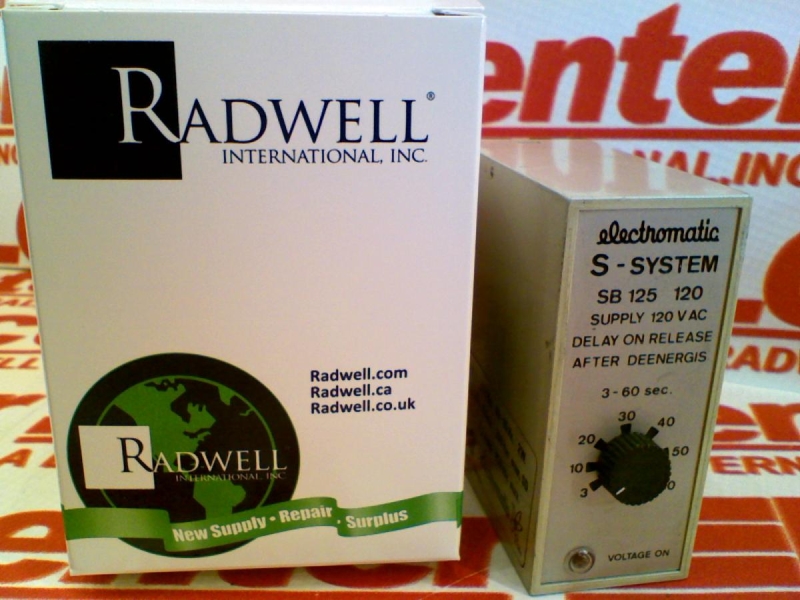 RADWELL®
INTERNATIONAL, INC.
Radwell.com
Radwell.ca
Radwell.co.uk
RADWELL
INTERNATIONAL, INC
New Supply • Repair • Surplus
electromatic
S - SYSTEM
SB 125 120
SUPPLY 120 V AC
DELAY ON RELEASE
AFTER DEENERGIS
3 - 60 sec.
30
40
20
50
10
3
0
VOLTAGE ON